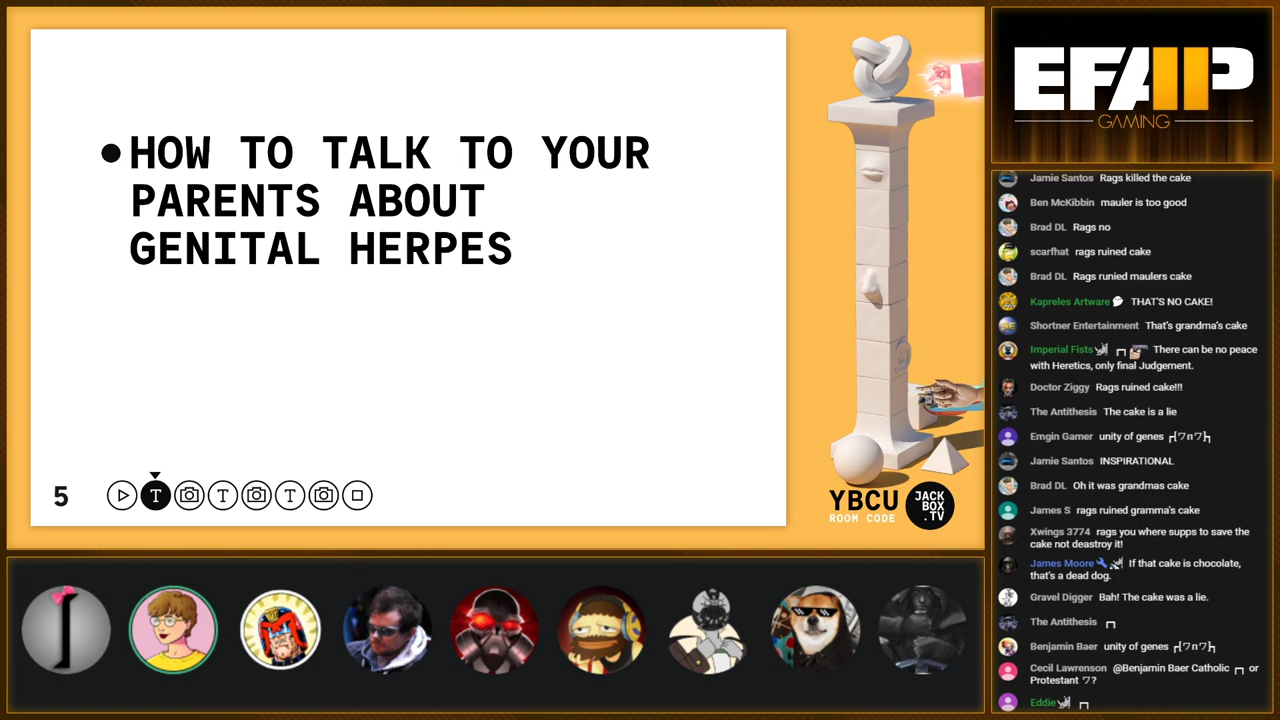 •HOW TO TALK TO YOUR
PARENTS ABOUT
GENITAL HERPES
5
T
T
T
YBCU
ROOM CODE
JACK
BOX
.TV
EFAP
GAMING
Jamie Santos Rags killed the cake
Ben McKibbin mauler is too good
Brad DL Rags no
scarfhat rags ruined cake
Brad DL Rags runied maulers cake
Kapreles Artware THAT'S NO CAKE!
Shortner Entertainment That's grandma's cake
Imperial Fists There can be no peace
with Heretics, only final Judgement.
Doctor Ziggy Rags ruined cake!!!
The Antithesis The cake is a lie
Emgin Gamer unity of genes ┌[ワnワ]┐
Jamie Santos INSPIRATIONAL
Brad DL Oh it was grandmas cake
James S rags ruined gramma's cake
Xwings 3774 rags you where supps to save the
cake not deastroy it!
James Moore If that cake is chocolate,
that's a dead dog.
Gravel Digger Bah! The cake was a lie.
The Antithesis
Benjamin Baer unity of genes ┌[ワnワ]┐
Cecil Lawrenson @Benjamin Baer Catholic or
Protestant ワ?
Eddie